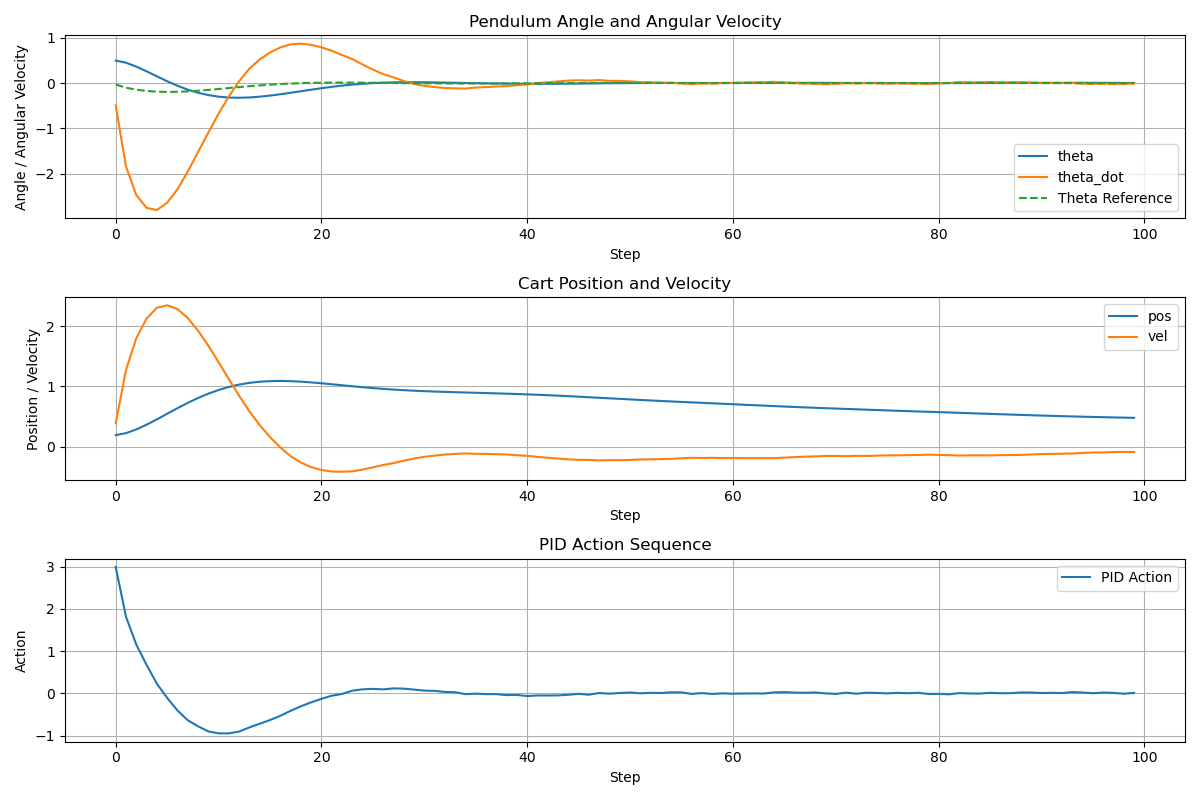 Pendulum Angle and Angular Velocity
Angle / Angular Velocity
1
0
−1
−2
theta
theta_dot
Theta Reference
0 20 40 60 80 100
Step
Cart Position and Velocity
Position / Velocity
2
1
0
pos
vel
0 20 40 60 80 100
Step
PID Action Sequence
Action
3
2
1
0
−1
PID Action
0 20 40 60 80 100
Step